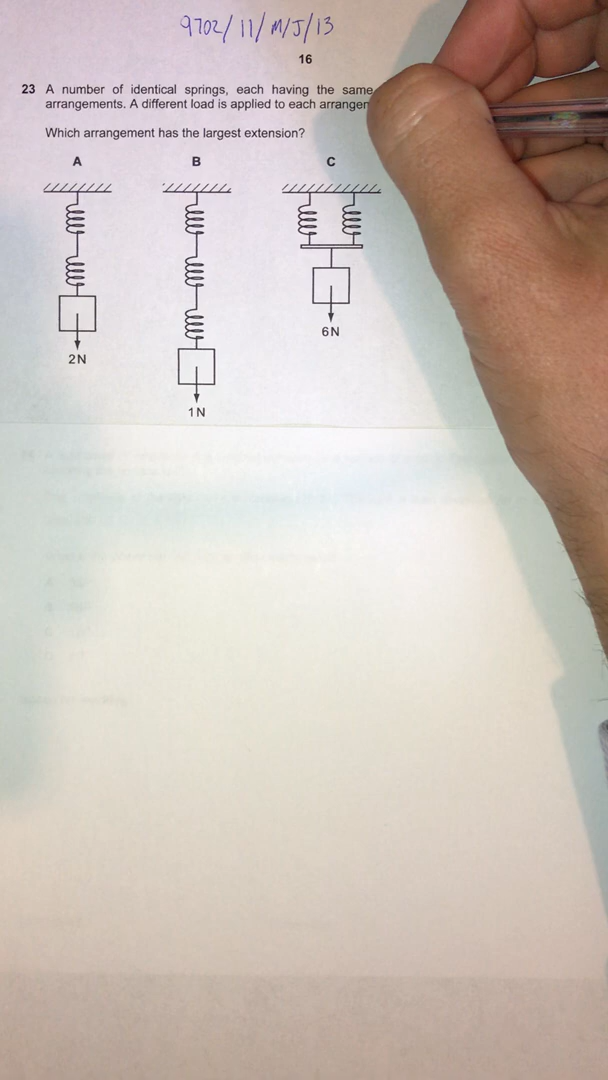 9702/11/M/J/13
16
23 A number of identical springs, each having the same
arrangements. A different load is applied to each
Which arrangement has the largest extension?
A B C
6N
2N
1N